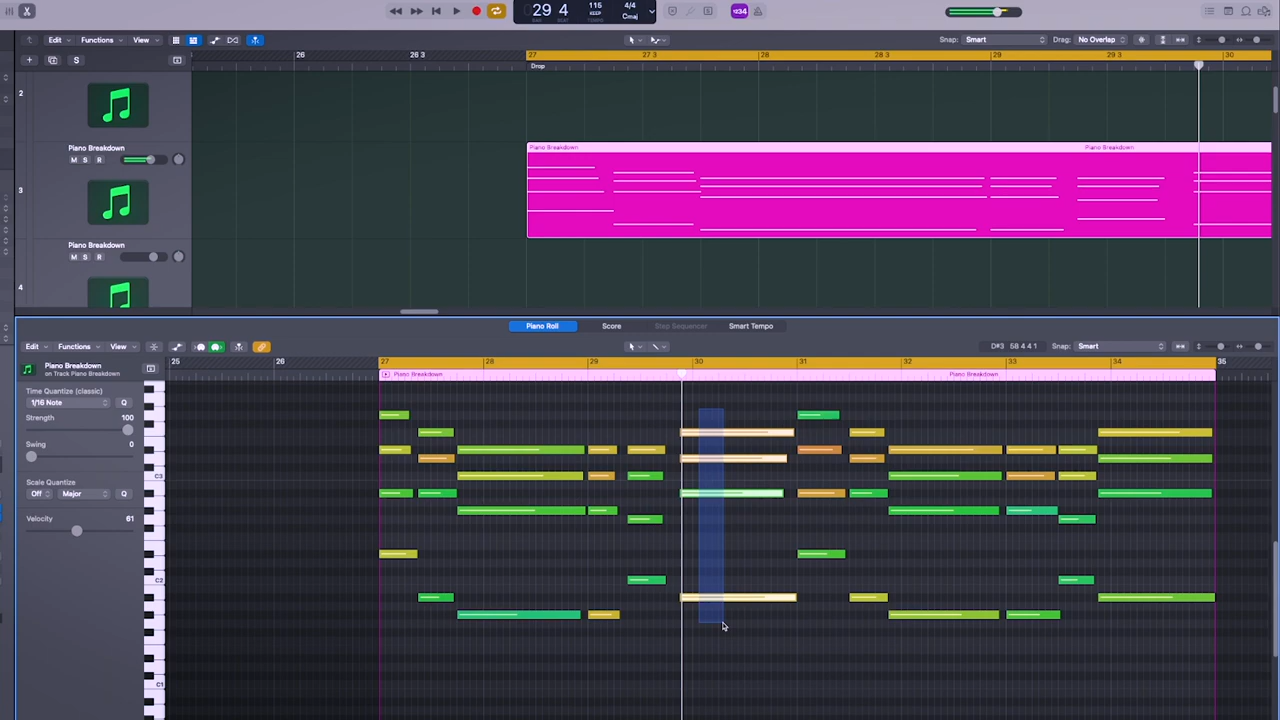 29 4
BAR BEAT
115
KEEP
TEMPO
4/4
Cmaj
1234
Edit Functions View
Snap: Smart
Drag: No Overlap
+ S
26 26 3 27 27 3 28 28 3 29 29 3 30
Drop
2
Piano Breakdown
M S R
3
Piano Breakdown
M S R
4
Piano Breakdown Piano Breakdown
Piano Roll Score Step Sequencer Smart Tempo
Edit Functions View
D#3 58 4 4 1
Snap: Smart
Piano Breakdown
on Track Piano Breakdown
25 26 27 28 29 30 31 32 33 34 35
Piano Breakdown Piano Breakdown
Time Quantize (classic)
1/16 Note Q
Strength 100
Swing 0
Scale Quantize
Off Major Q
Velocity 61
C3
C2
C1